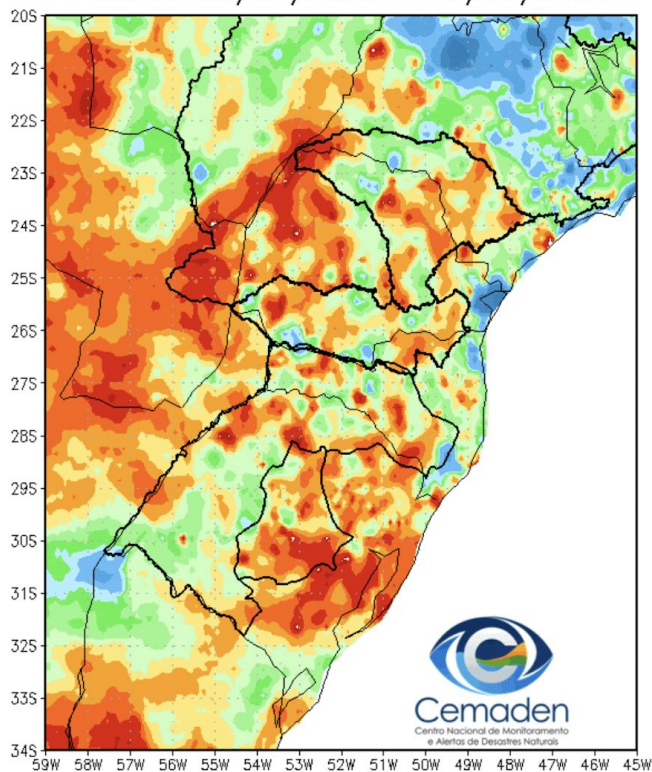 20S
21S
22S
23S
24S
25S
26S
27S
28S
29S
30S
31S
32S
33S
34S
59W 58W 57W 56W 55W 54W 53W 52W 51W 50W 49W 48W 47W 46W 45W
Cemaden
Centro Nacional de Monitoramento
e Alertas de Desastres Naturais